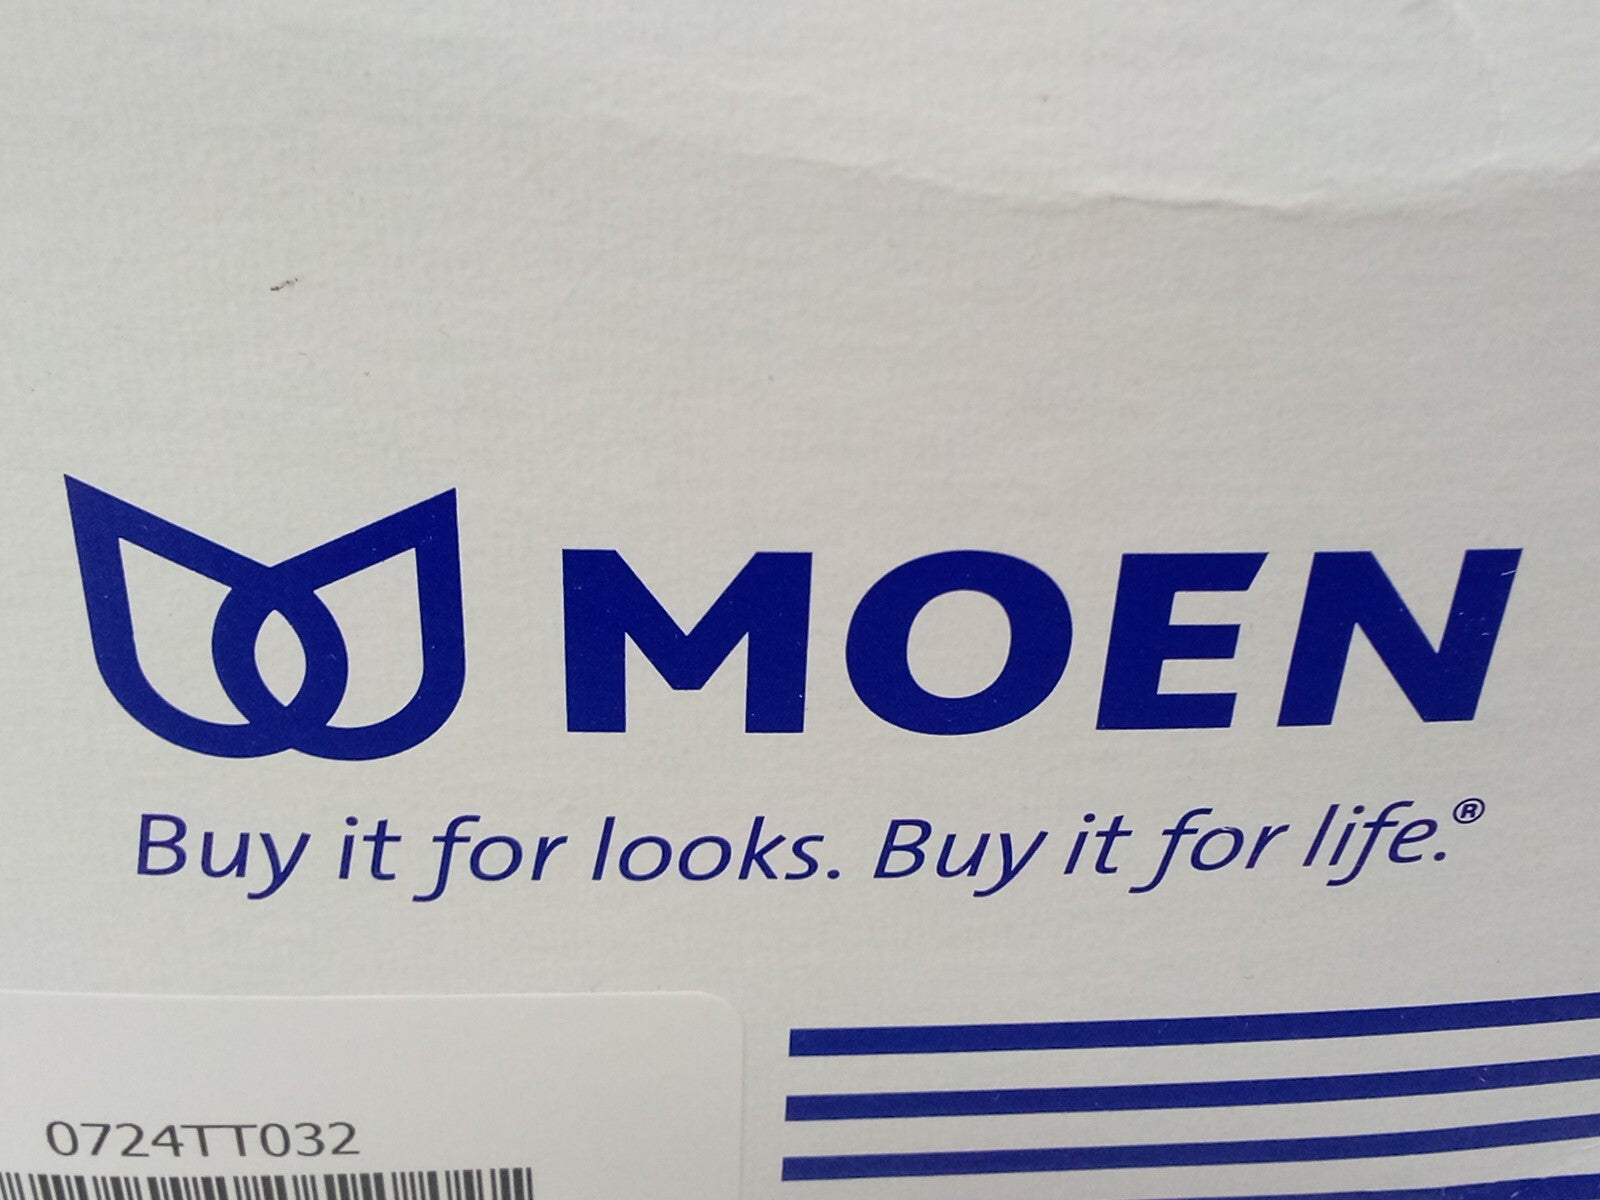 MOEN
Buy it for looks. Buy it for life.®
0724TT032